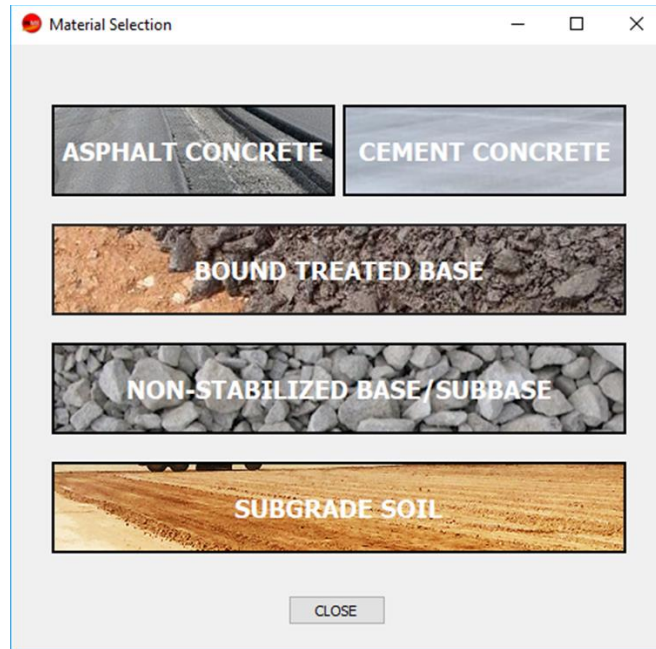 Material Selection
ASPHALT CONCRETE
CEMENT CONCRETE
BOUND TREATED BASE
NON-STABILIZED BASE/SUBBASE
SUBGRADE SOIL
CLOSE